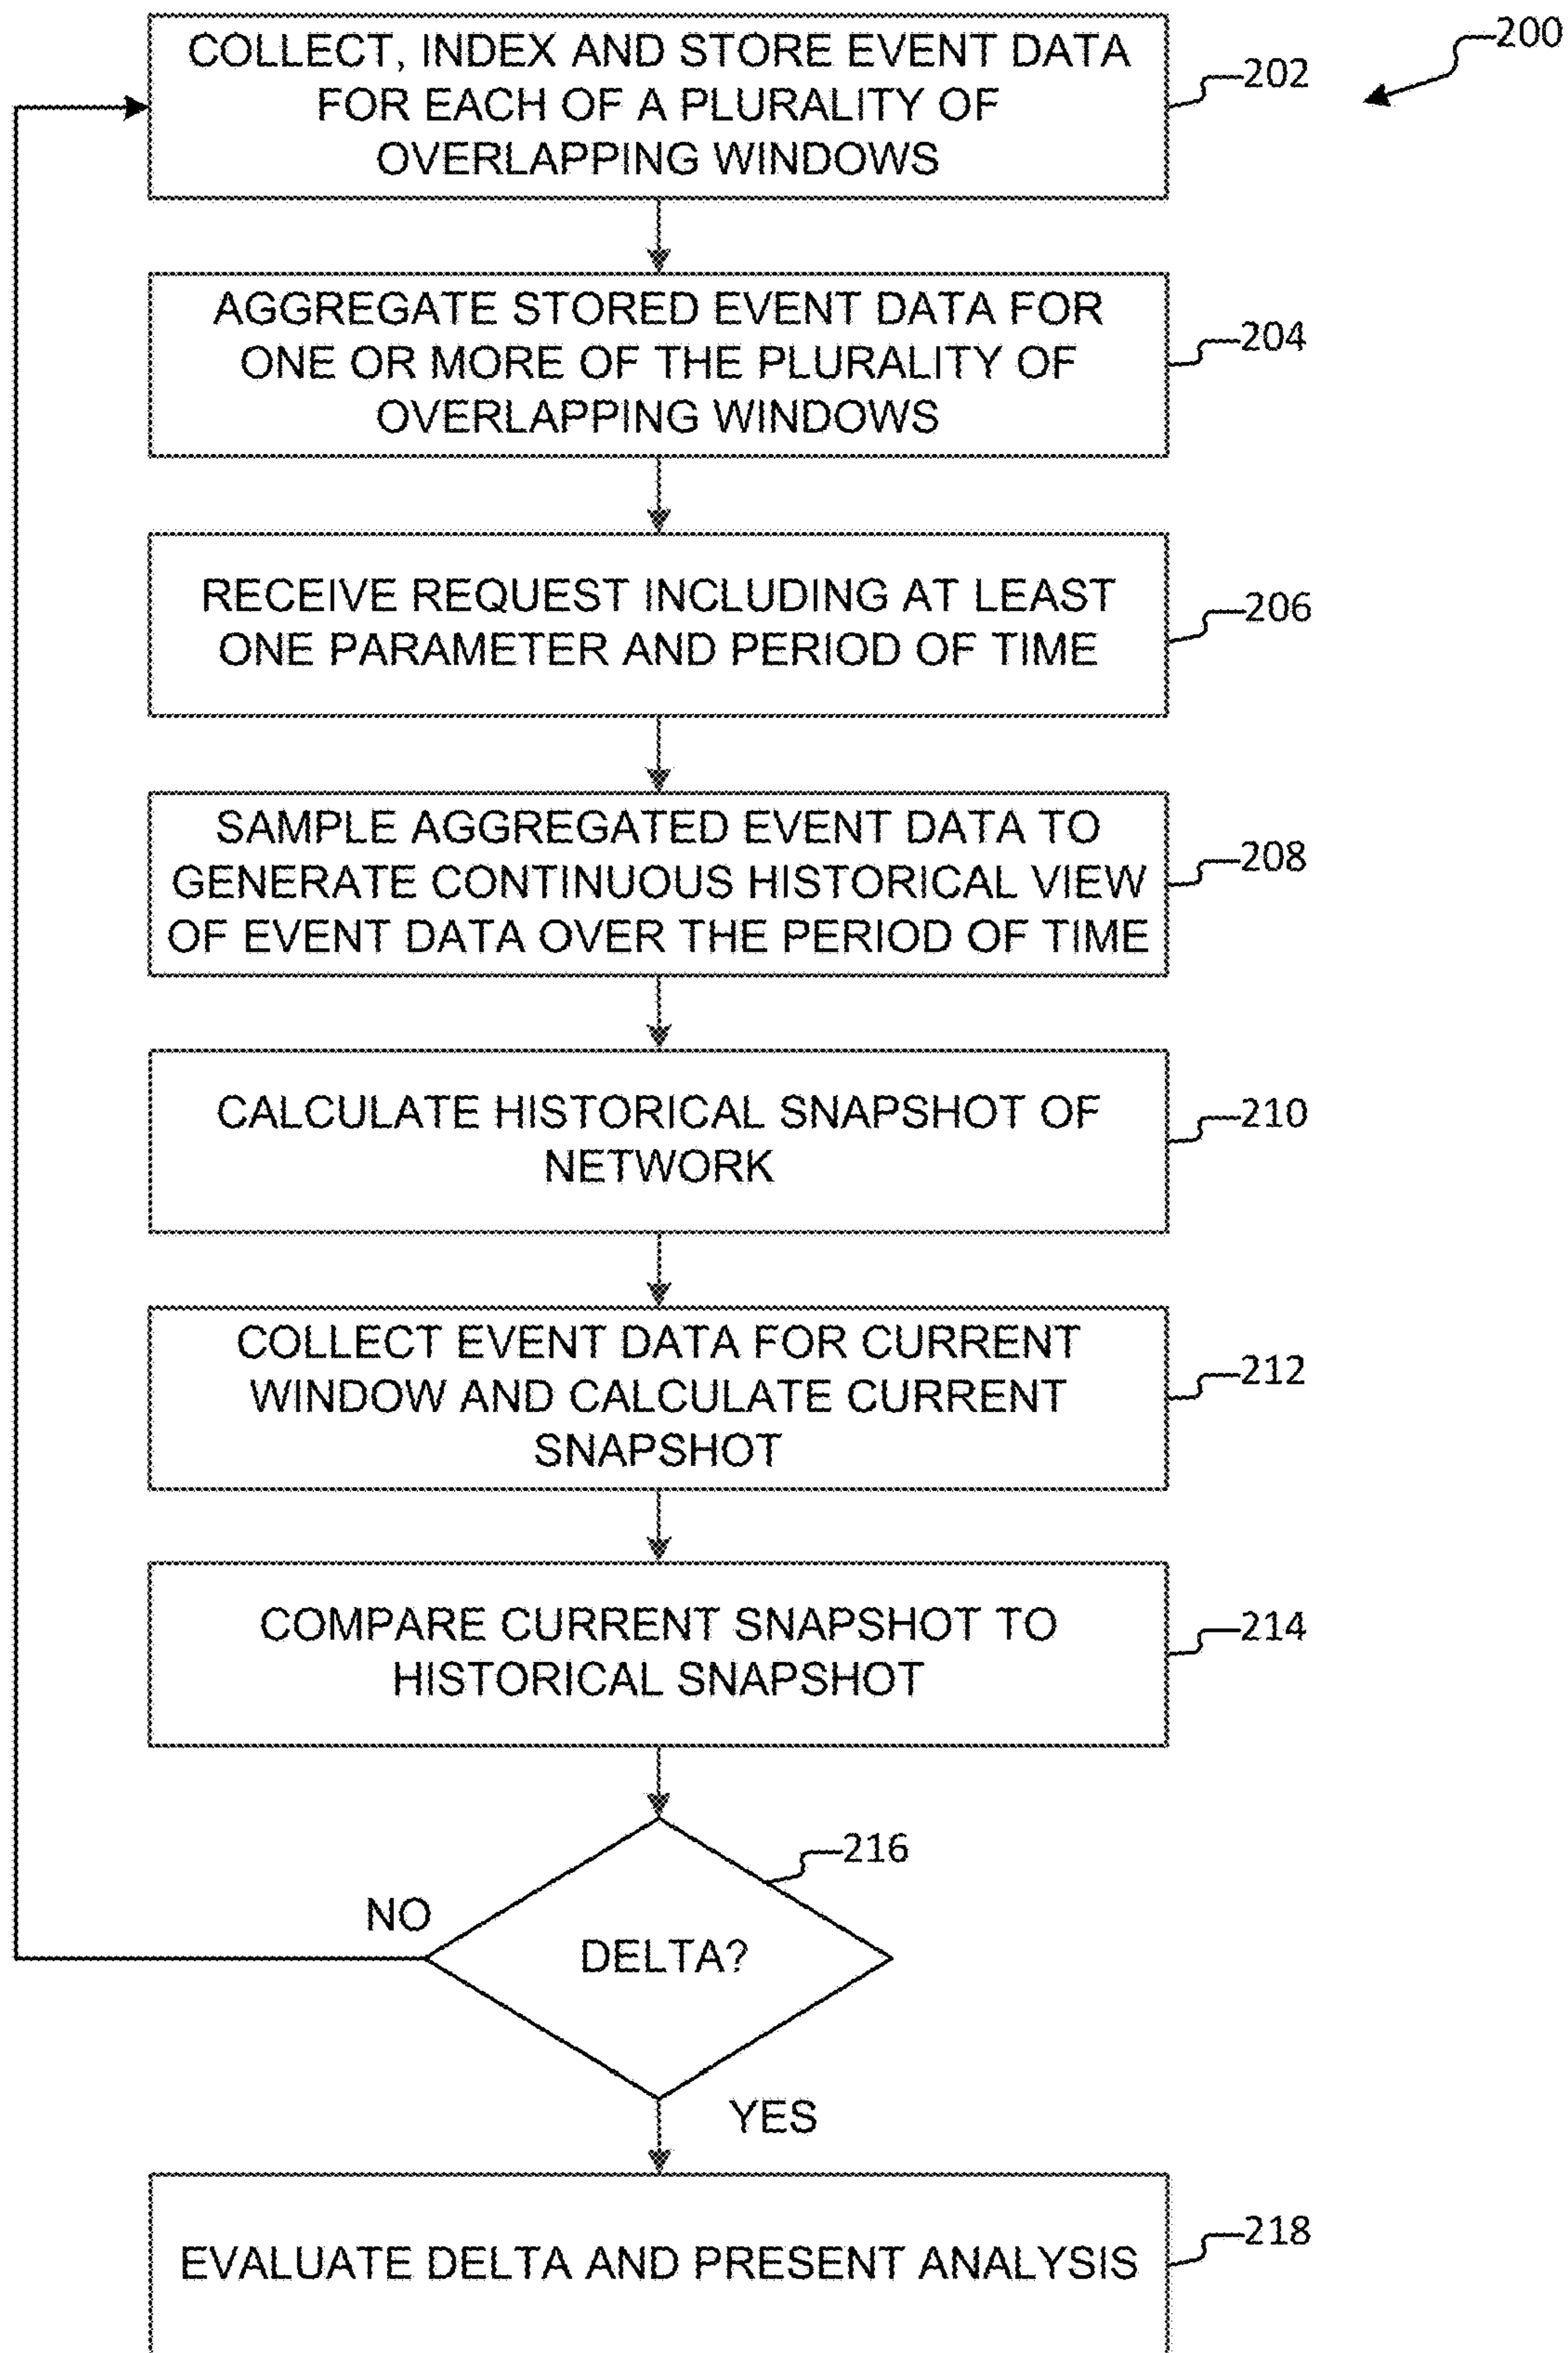 200
COLLECT, INDEX AND STORE EVENT DATA
FOR EACH OF A PLURALITY OF
OVERLAPPING WINDOWS
202
AGGREGATE STORED EVENT DATA FOR
ONE OR MORE OF THE PLURALITY OF
OVERLAPPING WINDOWS
204
RECEIVE REQUEST INCLUDING AT LEAST
ONE PARAMETER AND PERIOD OF TIME
206
SAMPLE AGGREGATED EVENT DATA TO
GENERATE CONTINUOUS HISTORICAL VIEW
OF EVENT DATA OVER THE PERIOD OF TIME
208
CALCULATE HISTORICAL SNAPSHOT OF
NETWORK
210
COLLECT EVENT DATA FOR CURRENT
WINDOW AND CALCULATE CURRENT
SNAPSHOT
212
COMPARE CURRENT SNAPSHOT TO
HISTORICAL SNAPSHOT
214
216
NO
DELTA?
YES
EVALUATE DELTA AND PRESENT ANALYSIS
218